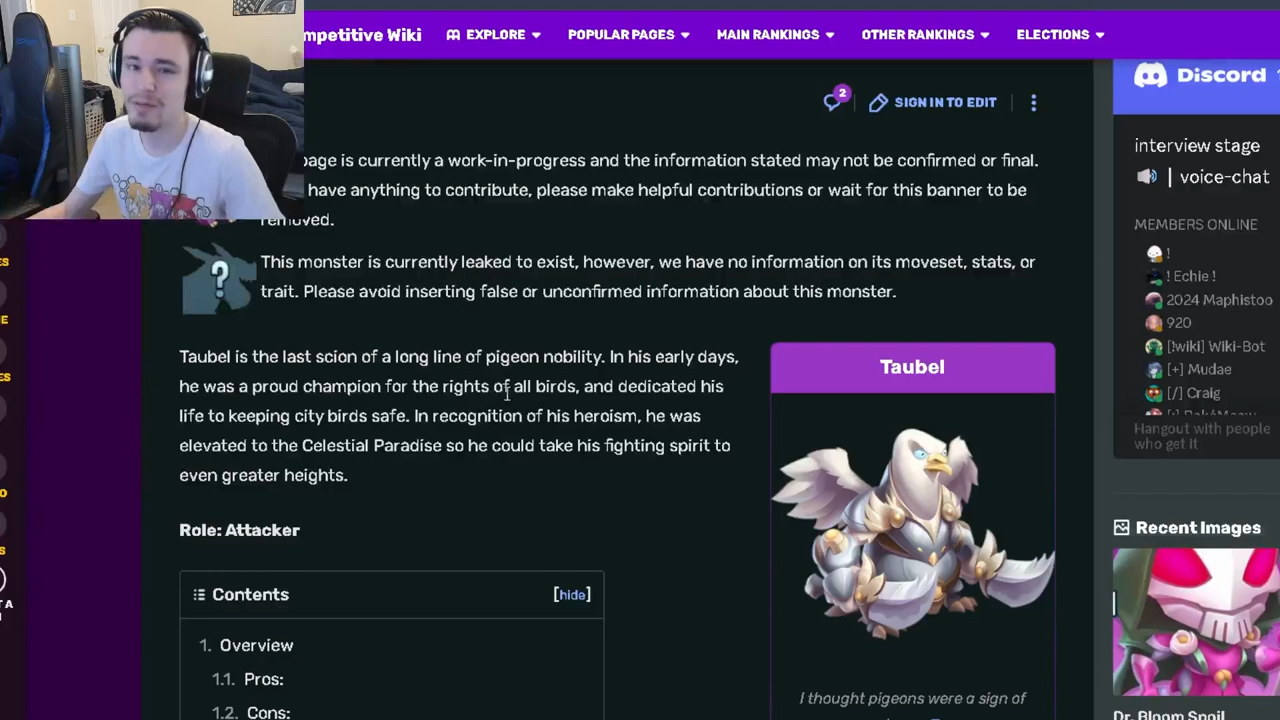 mpetitive Wiki
EXPLORE
POPULAR PAGES
MAIN RANKINGS
OTHER RANKINGS
ELECTIONS
2
SIGN IN TO EDIT
page is currently a work-in-progress and the information stated may not be confirmed or final.
have anything to contribute, please make helpful contributions or wait for this banner to be
removed.
?
This monster is currently leaked to exist, however, we have no information on its moveset, stats, or
trait. Please avoid inserting false or unconfirmed information about this monster.
Taubel is the last scion of a long line of pigeon nobility. In his early days,
he was a proud champion for the rights of all birds, and dedicated his
life to keeping city birds safe. In recognition of his heroism, he was
elevated to the Celestial Paradise so he could take his fighting spirit to
even greater heights.
Role: Attacker
Contents [hide]
1. Overview
1.1. Pros:
1.2. Cons:
Taubel
I thought pigeons were a sign of
Discord
interview stage
| voice-chat
MEMBERS ONLINE
!
! Echie !
2024 Maphistoo
920
[!wiki] Wiki-Bot
[+] Mudae
[/] Craig
Hangout with people
who get it
Recent Images
Dr. Bloom Spoil